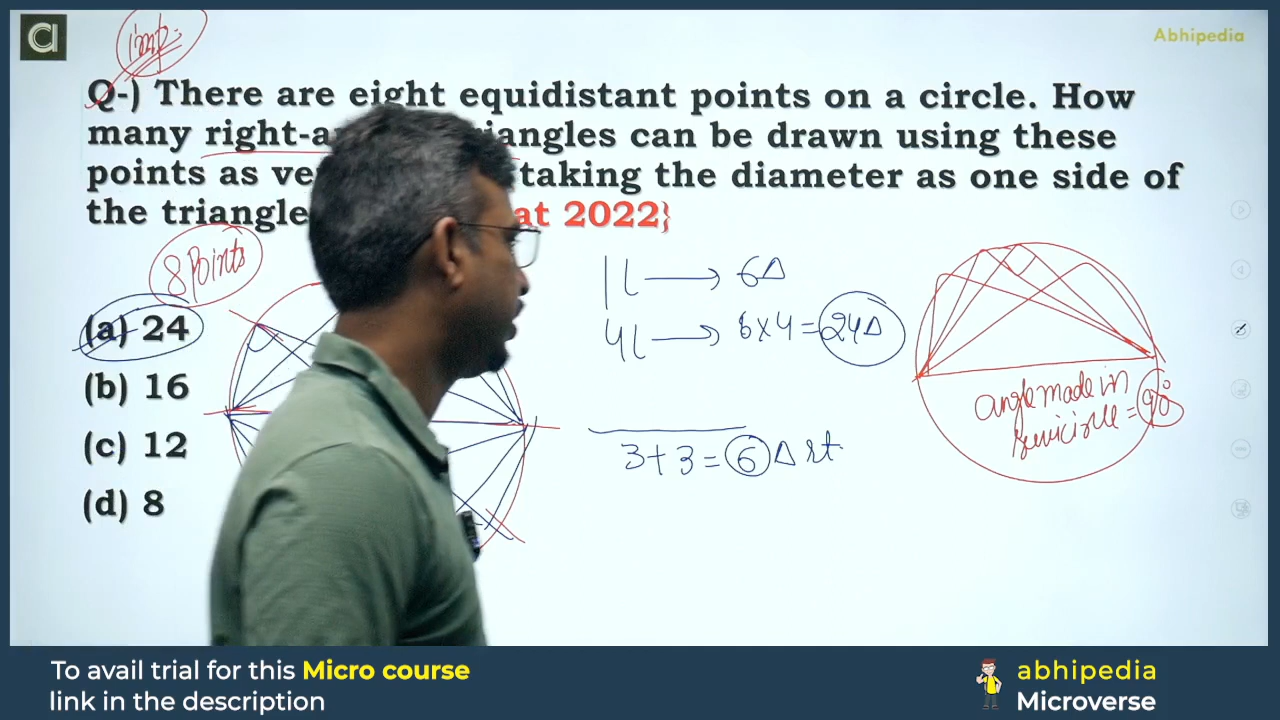 imp.
Abhipedia
Q-) There are eight equidistant points on a circle. How
many right-a riangles can be drawn using these
points as ve taking the diameter as one side of
the triangle at 2022}
8 Points
(a) 24
(b) 16
(c) 12
(d) 8
1L → 6Δ
4L → 6×4=24Δ
3+3=6 Δ rt
angle made in
semicircle = 90°
To avail trial for this Micro course
link in the description
abhipedia
Microverse